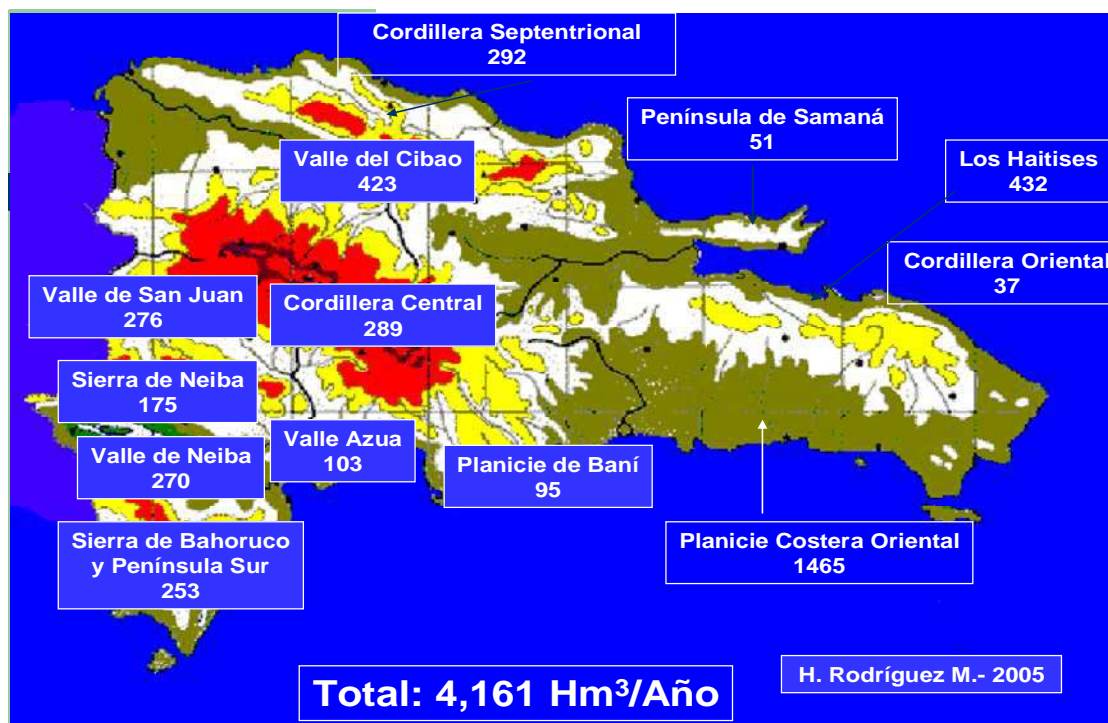 Cordillera Septentrional
292
Península de Samaná
51
Los Haitises
432
Valle del Cibao
423
Cordillera Oriental
37
Valle de San Juan
276
Cordillera Central
289
Sierra de Neiba
175
Valle Azua
103
Valle de Neiba
270
Planicie de Baní
95
Sierra de Bahoruco
y Península Sur
253
Planicie Costera Oriental
1465
Total: 4,161 Hm³/Año
H. Rodríguez M.- 2005